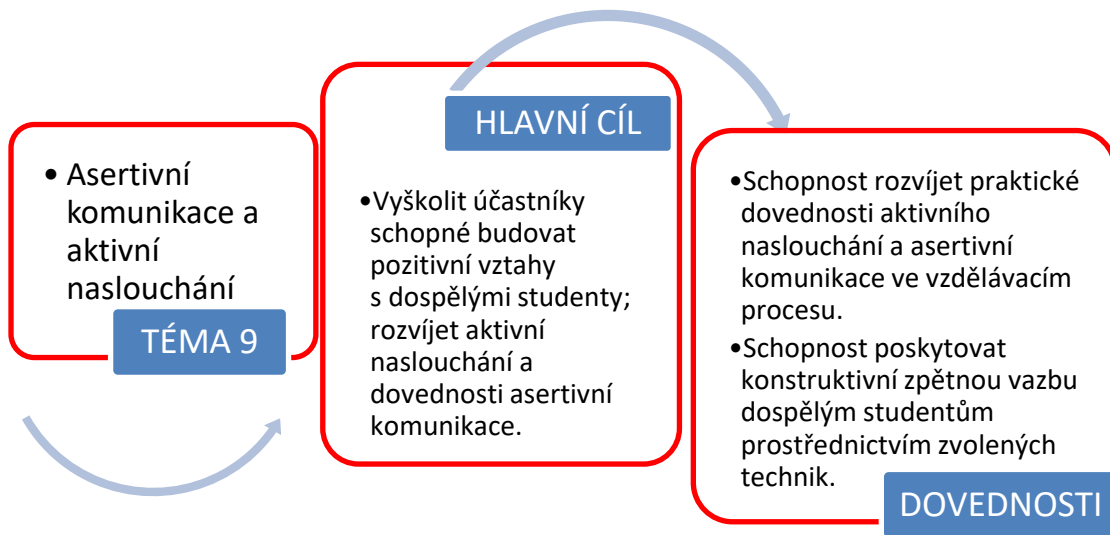 • Asertivní
komunikace a
aktivní
naslouchání
TÉMA 9
HLAVNÍ CÍL
•Vyškolit účastníky
schopné budovat
pozitivní vztahy
s dospělými studenty;
rozvíjet aktivní
naslouchání a
dovednosti asertivní
komunikace.
•Schopnost rozvíjet praktické
dovednosti aktivního
naslouchání a asertivní
komunikace ve vzdělávacím
procesu.
•Schopnost poskytovat
konstruktivní zpětnou vazbu
dospělým studentům
prostřednictvím zvolených
technik.
DOVEDNOSTI